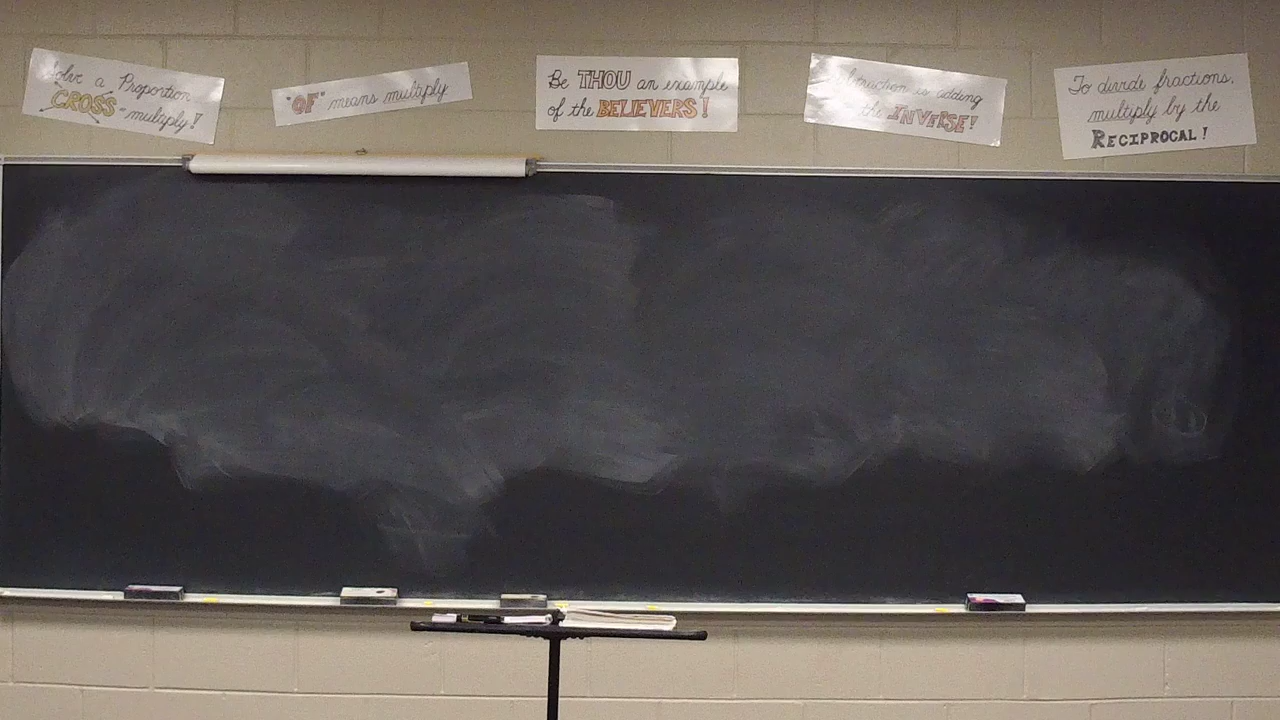 Solve a Proportion
CROSS-multiply!
"OF" means multiply
Be THOU an example
of the BELIEVERS!
Subtraction is adding
the INVERSE!
To divide fractions,
multiply by the
RECIPROCAL!